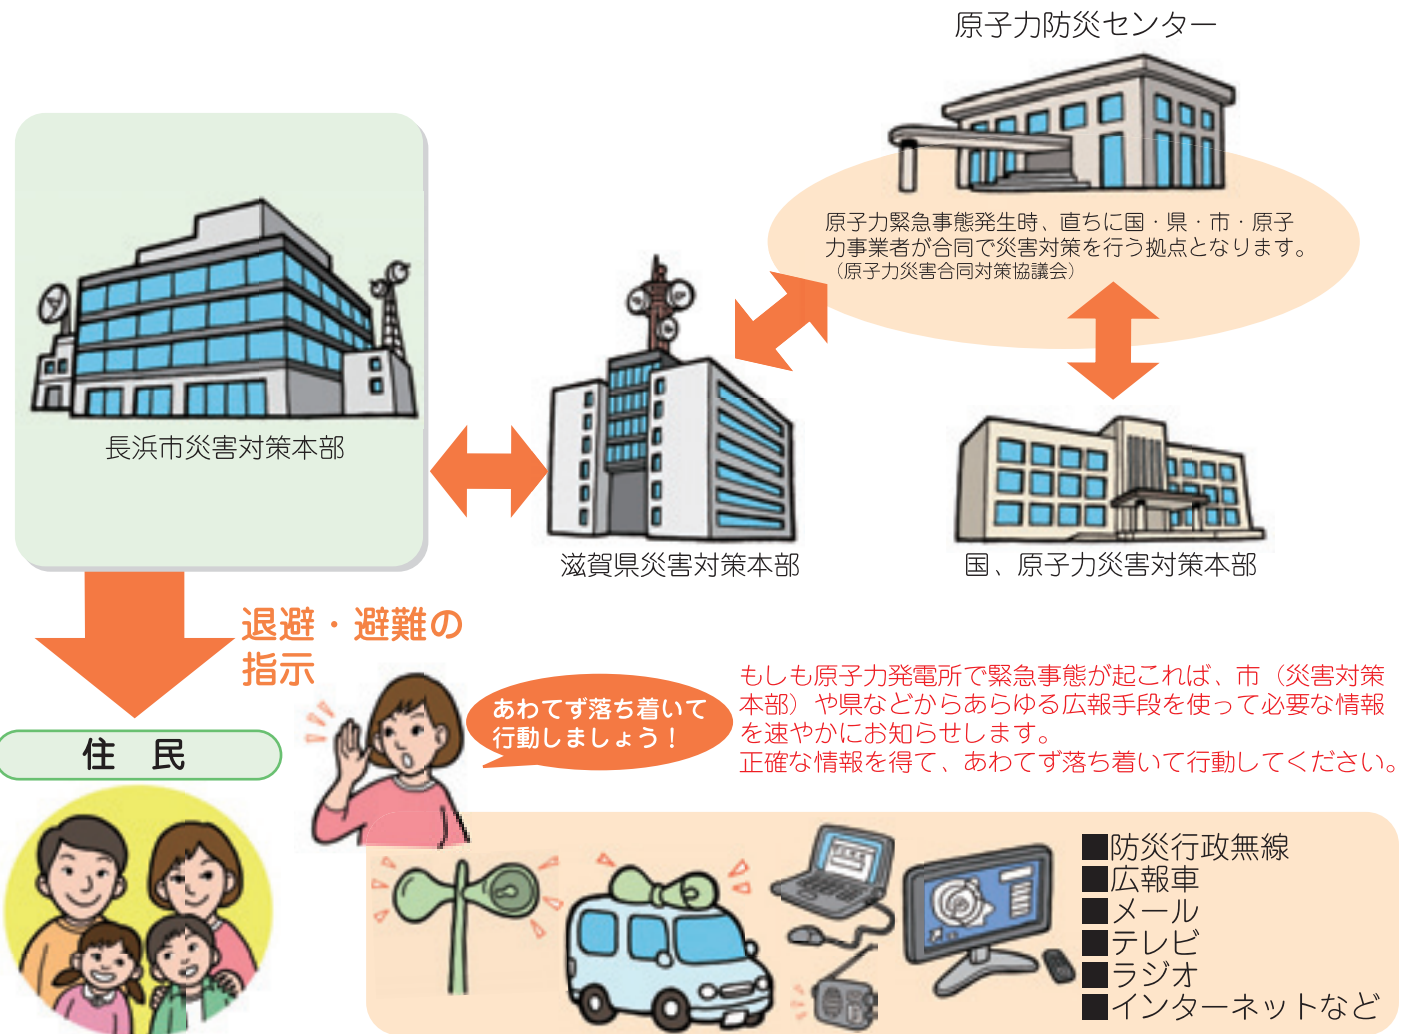 原子力防災センター
原子力緊急事態発生時、直ちに国・県・市・原子
力事業者が合同で災害対策を行う拠点となります。
（原子力災害合同対策協議会）
長浜市災害対策本部
滋賀県災害対策本部
国、原子力災害対策本部
退避・避難の
指示
住　民
あわてず落ち着いて
行動しましょう！
もしも原子力発電所で緊急事態が起これば、市（災害対策
本部）や県などからあらゆる広報手段を使って必要な情報
を速やかにお知らせします。
正確な情報を得て、あわてず落ち着いて行動してください。
■防災行政無線
■広報車
■メール
■テレビ
■ラジオ
■インターネットなど